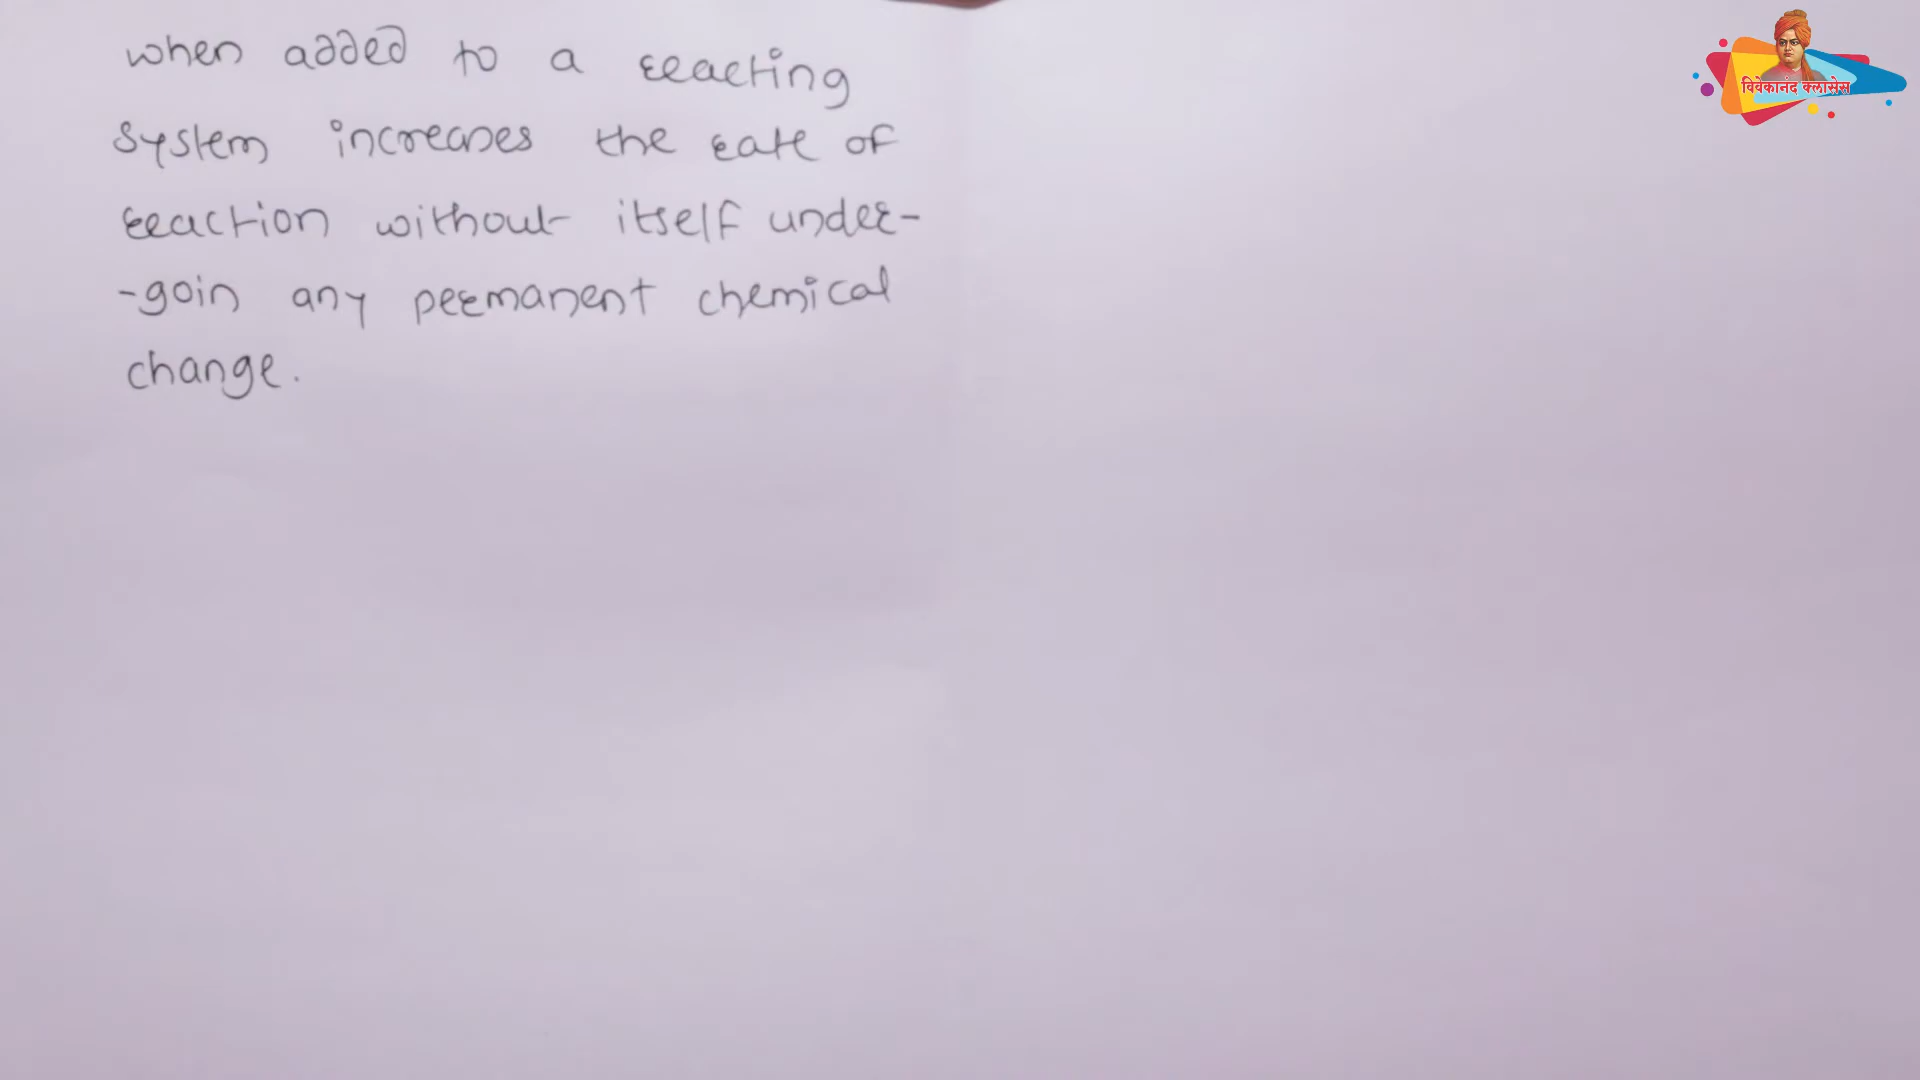 when added to a reacting
system increases the rate of
reaction without itself under-
-goin any permanent chemical
change.
विवेकानंद क्लासेस